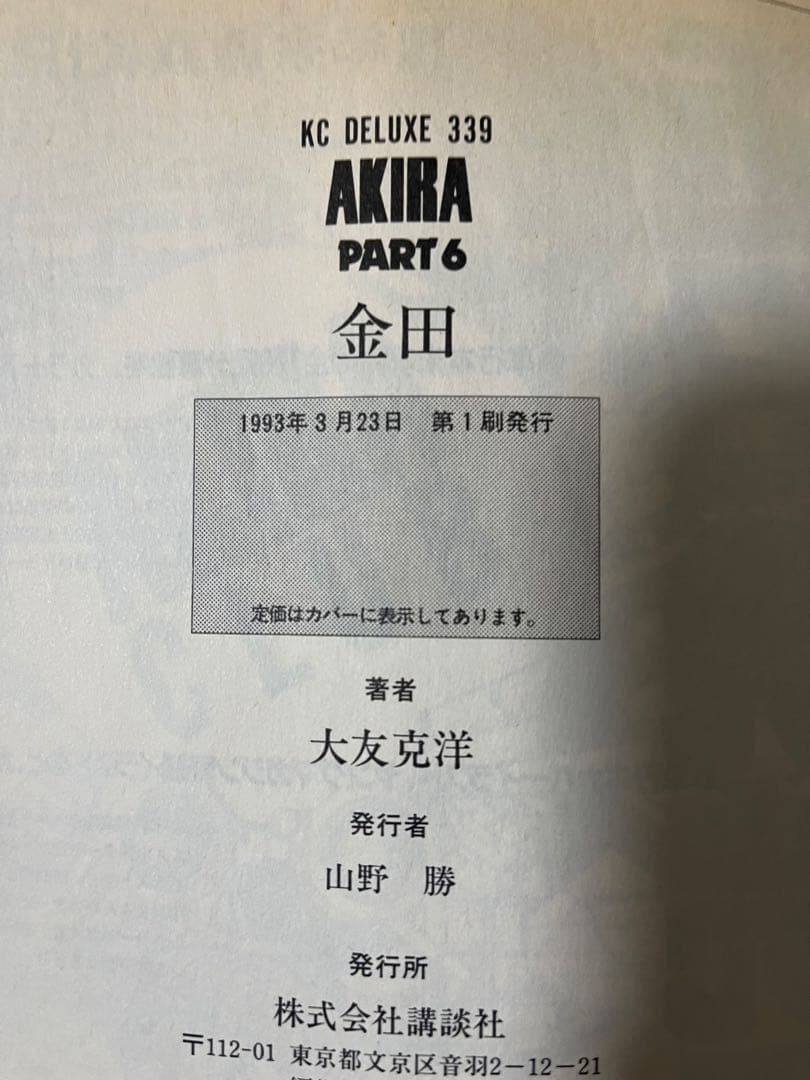 KC DELUXE 339
AKIRA
PART6
金田
1993年3月23日　第1刷発行
定価はカバーに表示してあります。
著者
大友克洋
発行者
山野　勝
発行所
株式会社講談社
〒112-01 東京都文京区音羽2-12-21